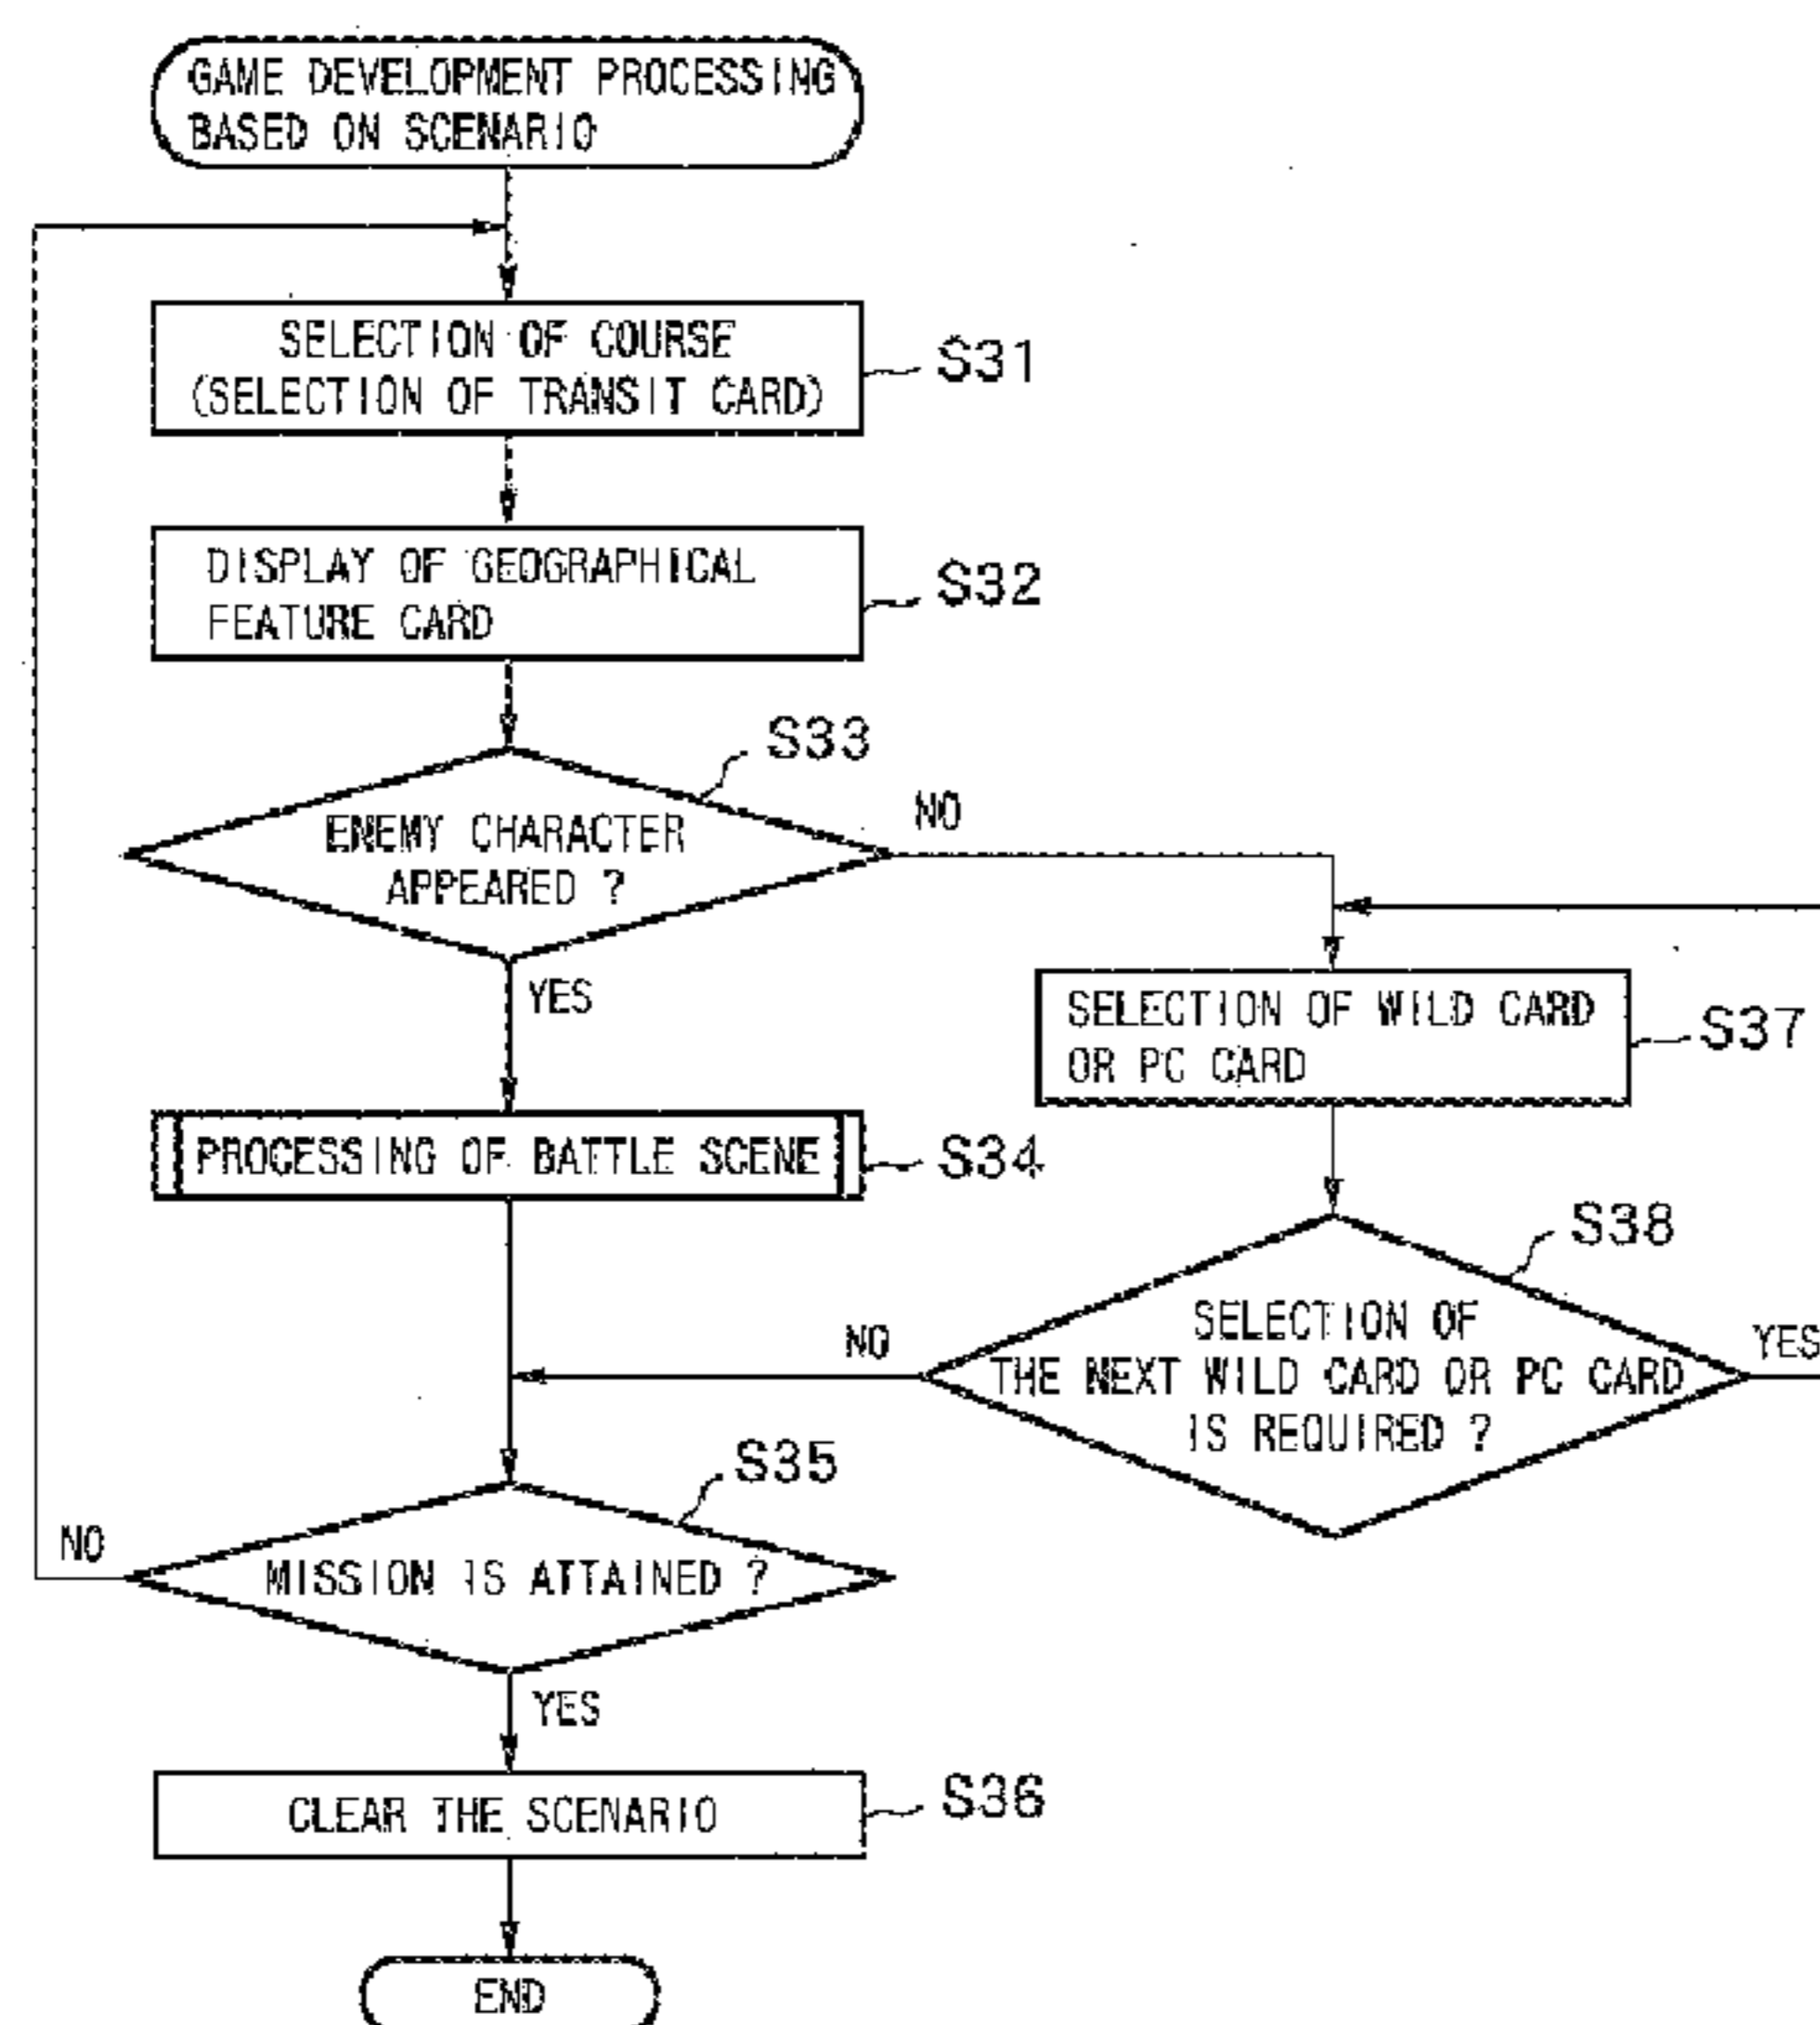 GAME DEVELOPMENT PROCESSING
BASED ON SCENARIO
SELECTION OF COURSE
(SELECTION OF TRANSIT CARD)
S31
DISPLAY OF GEOGRAPHICAL
FEATURE CARD
S32
S33
ENEMY CHARACTER
APPEARED ?
NO
YES
SELECTION OF WILD CARD
OR PC CARD
S37
PROCESSING OF BATTLE SCENE
S34
S38
SELECTION OF
THE NEXT WILD CARD OR PC CARD
IS REQUIRED ?
NO
YES
S35
MISSION IS ATTAINED ?
NO
YES
CLEAR THE SCENARIO
S36
END